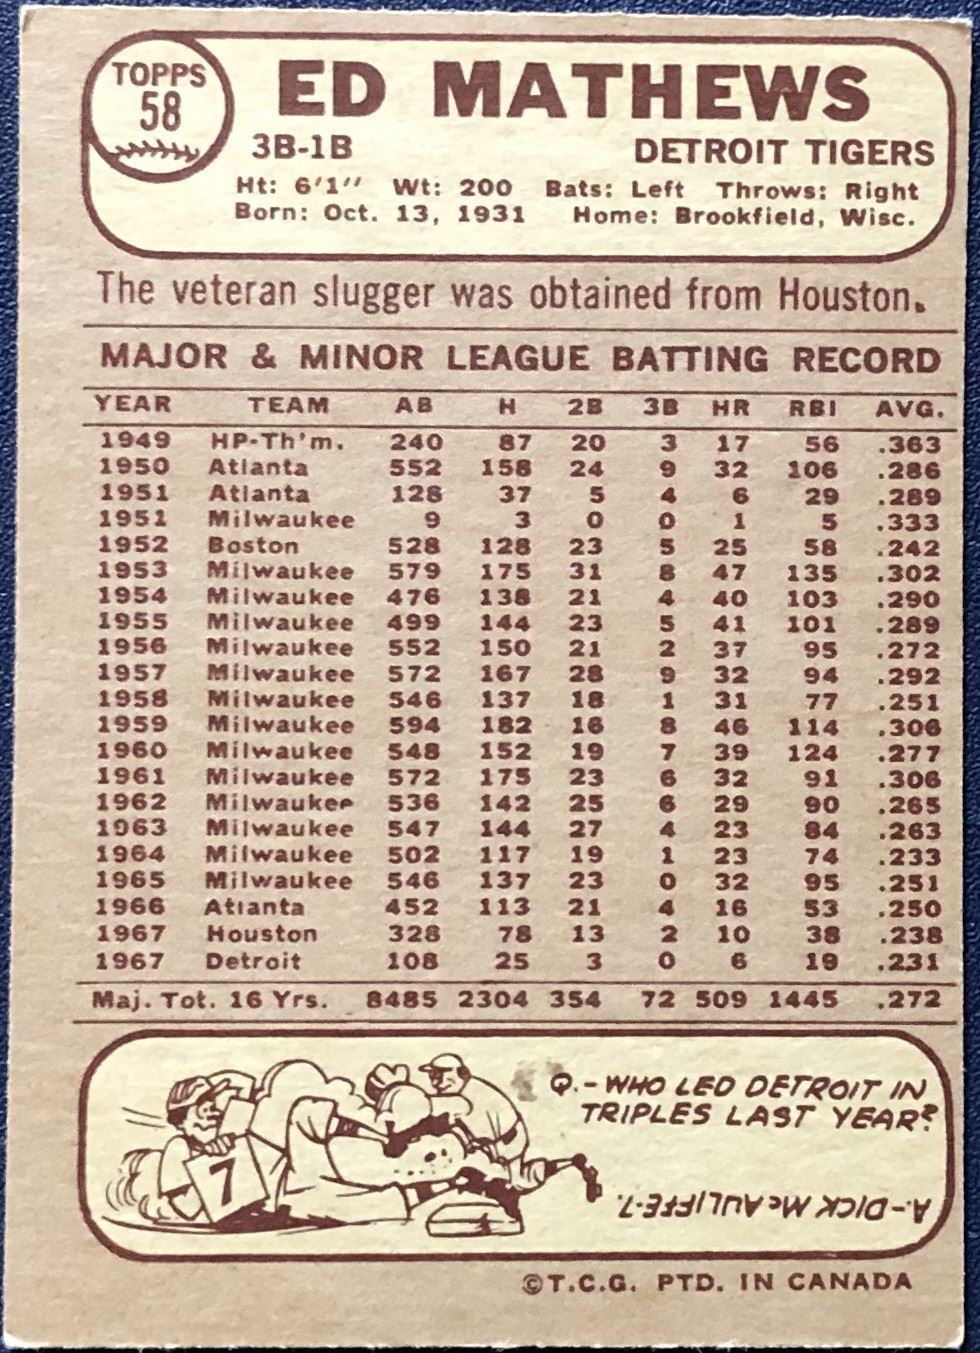 TOPPS
58
ED MATHEWS
3B-1B DETROIT TIGERS
Ht: 6'1" Wt: 200 Bats: Left Throws: Right
Born: Oct. 13, 1931 Home: Brookfield, Wisc.
The veteran slugger was obtained from Houston.
MAJOR & MINOR LEAGUE BATTING RECORD
YEAR TEAM AB H 2B 3B HR RBI AVG.
1949 HP-Th'm. 240 87 20 3 17 56 .363
1950 Atlanta 552 158 24 9 32 106 .286
1951 Atlanta 128 37 5 4 6 29 .289
1951 Milwaukee 9 3 0 0 1 5 .333
1952 Boston 528 128 23 5 25 58 .242
1953 Milwaukee 579 175 31 8 47 135 .302
1954 Milwaukee 476 138 21 4 40 103 .290
1955 Milwaukee 499 144 23 5 41 101 .289
1956 Milwaukee 552 150 21 2 37 95 .272
1957 Milwaukee 572 167 28 9 32 94 .292
1958 Milwaukee 546 137 18 1 31 77 .251
1959 Milwaukee 594 182 16 8 46 114 .306
1960 Milwaukee 548 152 19 7 39 124 .277
1961 Milwaukee 572 175 23 6 32 91 .306
1962 Milwaukee 536 142 25 6 29 90 .265
1963 Milwaukee 547 144 27 4 23 84 .263
1964 Milwaukee 502 117 19 1 23 74 .233
1965 Milwaukee 546 137 23 0 32 95 .251
1966 Atlanta 452 113 21 4 16 53 .250
1967 Houston 328 78 13 2 10 38 .238
1967 Detroit 108 25 3 0 6 19 .231
Maj. Tot. 16 Yrs. 8485 2304 354 72 509 1445 .272
Q.-WHO LED DETROIT IN
TRIPLES LAST YEAR?
7
A-DICK McAULIFFE-7.
©T.C.G. PTD. IN CANADA